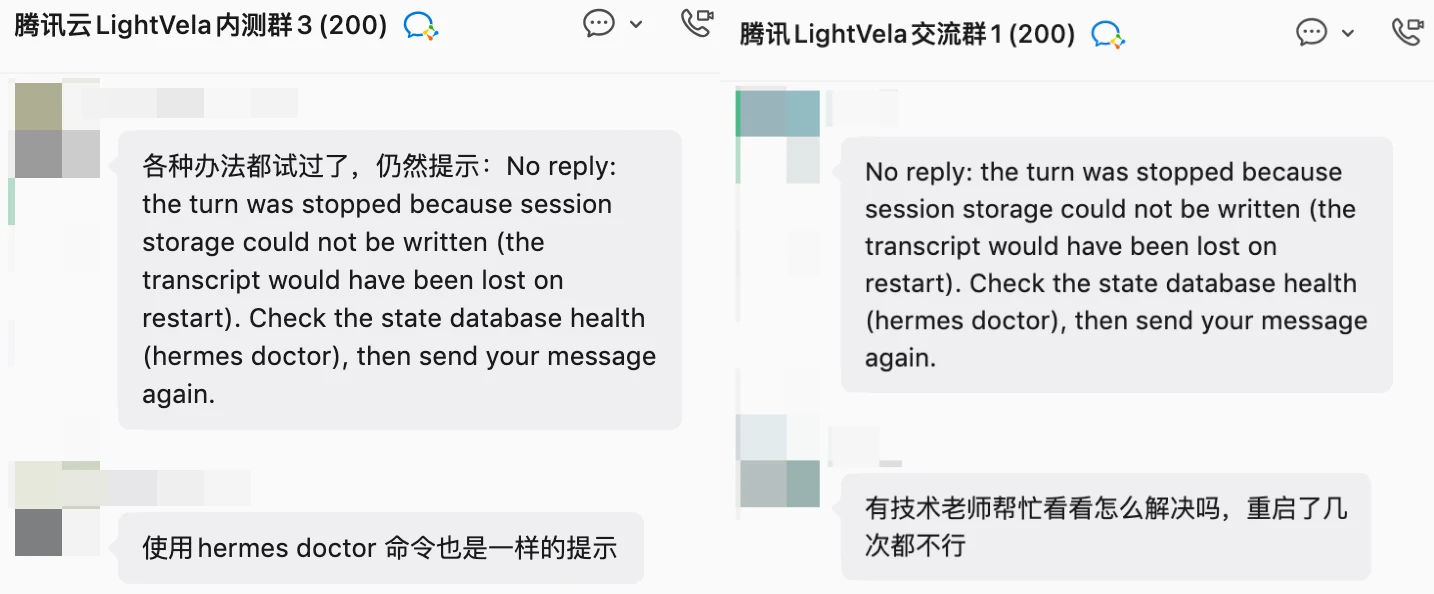 腾讯云LightVela内测群3 (200)
各种办法都试过了，仍然提示：No reply:
the turn was stopped because session
storage could not be written (the
transcript would have been lost on
restart). Check the state database health
(hermes doctor), then send your message
again.
使用hermes doctor 命令也是一样的提示
腾讯LightVela交流群1 (200)
No reply: the turn was stopped because
session storage could not be written (the
transcript would have been lost on
restart). Check the state database health
(hermes doctor), then send your message
again.
有技术老师帮忙看看怎么解决吗，重启了几
次都不行